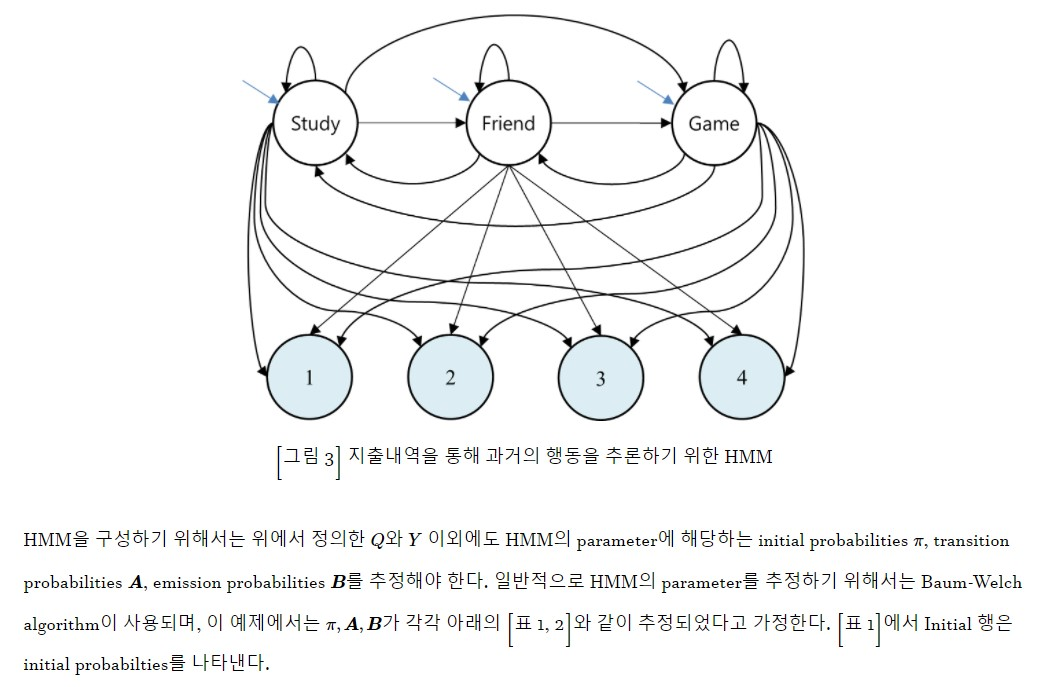 Study Friend Game
1 2 3 4
[그림 3] 지출내역을 통해 과거의 행동을 추론하기 위한 HMM
HMM을 구성하기 위해서는 위에서 정의한 Q와 Y 이외에도 HMM의 parameter에 해당하는 initial probabilities π, transition
probabilities A, emission probabilities B를 추정해야 한다. 일반적으로 HMM의 parameter를 추정하기 위해서는 Baum-Welch
algorithm이 사용되며, 이 예제에서는 π, A, B가 각각 아래의 [표 1, 2]와 같이 추정되었다고 가정한다. [표 1]에서 Initial 행은
initial probabilties를 나타낸다.